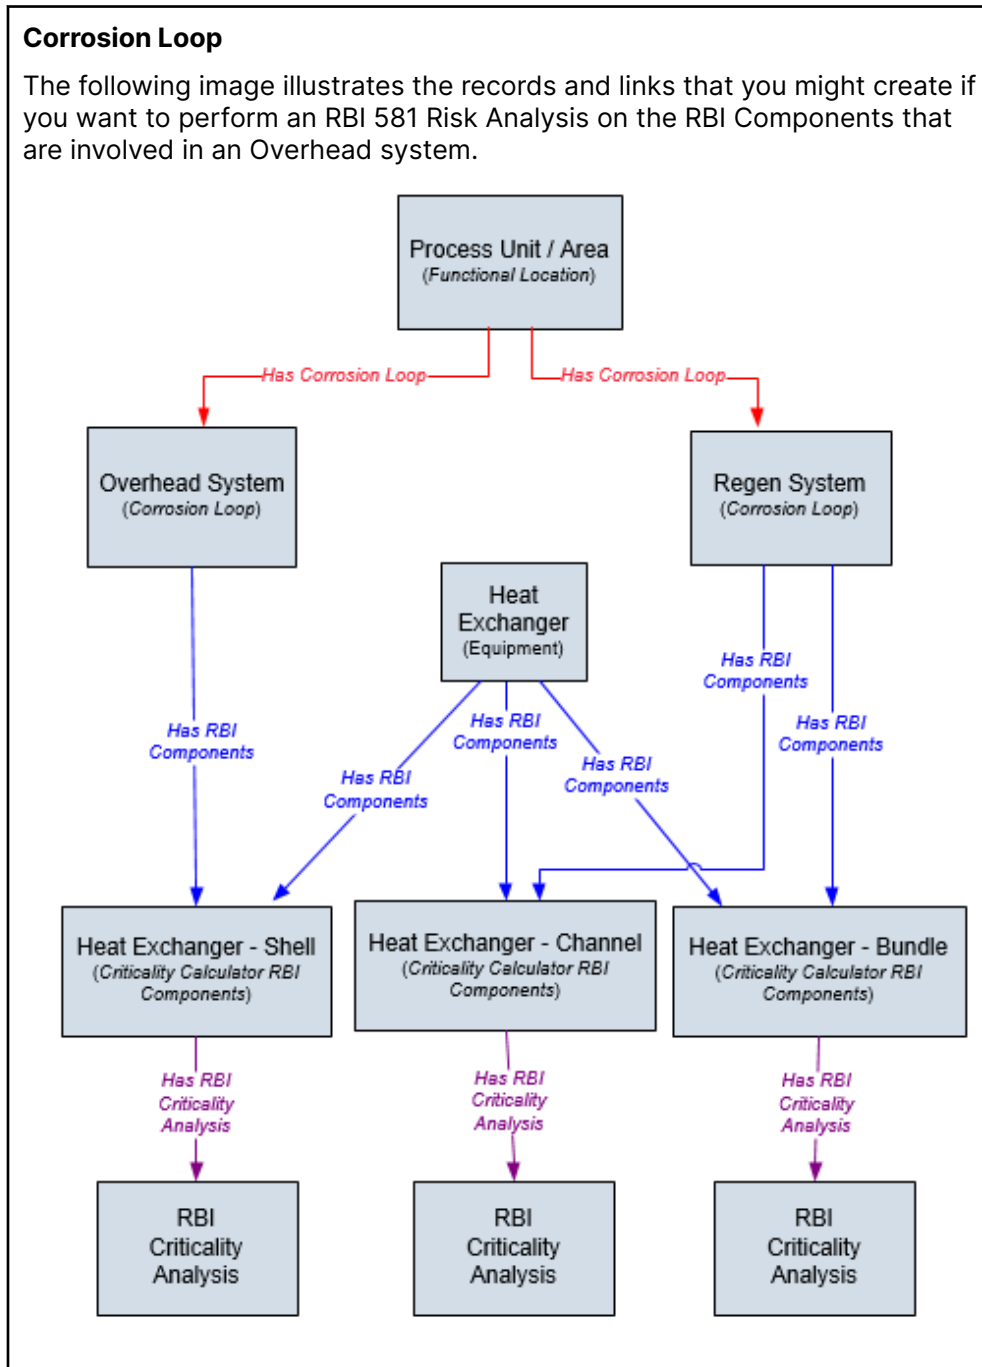 Corrosion Loop
The following image illustrates the records and links that you might create if
you want to perform an RBI 581 Risk Analysis on the RBI Components that
are involved in an Overhead system.
Process Unit / Area
(Functional Location)
Has Corrosion Loop
Has Corrosion Loop
Overhead System
(Corrosion Loop)
Regen System
(Corrosion Loop)
Heat
Exchanger
(Equipment)
Has RBI
Components
Has RBI
Components
Has RBI
Components
Has RBI
Components
Has RBI
Components
Has RBI
Components
Heat Exchanger - Shell
(Criticality Calculator RBI
Components)
Heat Exchanger - Channel
(Criticality Calculator RBI
Components)
Heat Exchanger - Bundle
(Criticality Calculator RBI
Components)
Has RBI
Criticality
Analysis
Has RBI
Criticality
Analysis
Has RBI
Criticality
Analysis
RBI
Criticality
Analysis
RBI
Criticality
Analysis
RBI
Criticality
Analysis